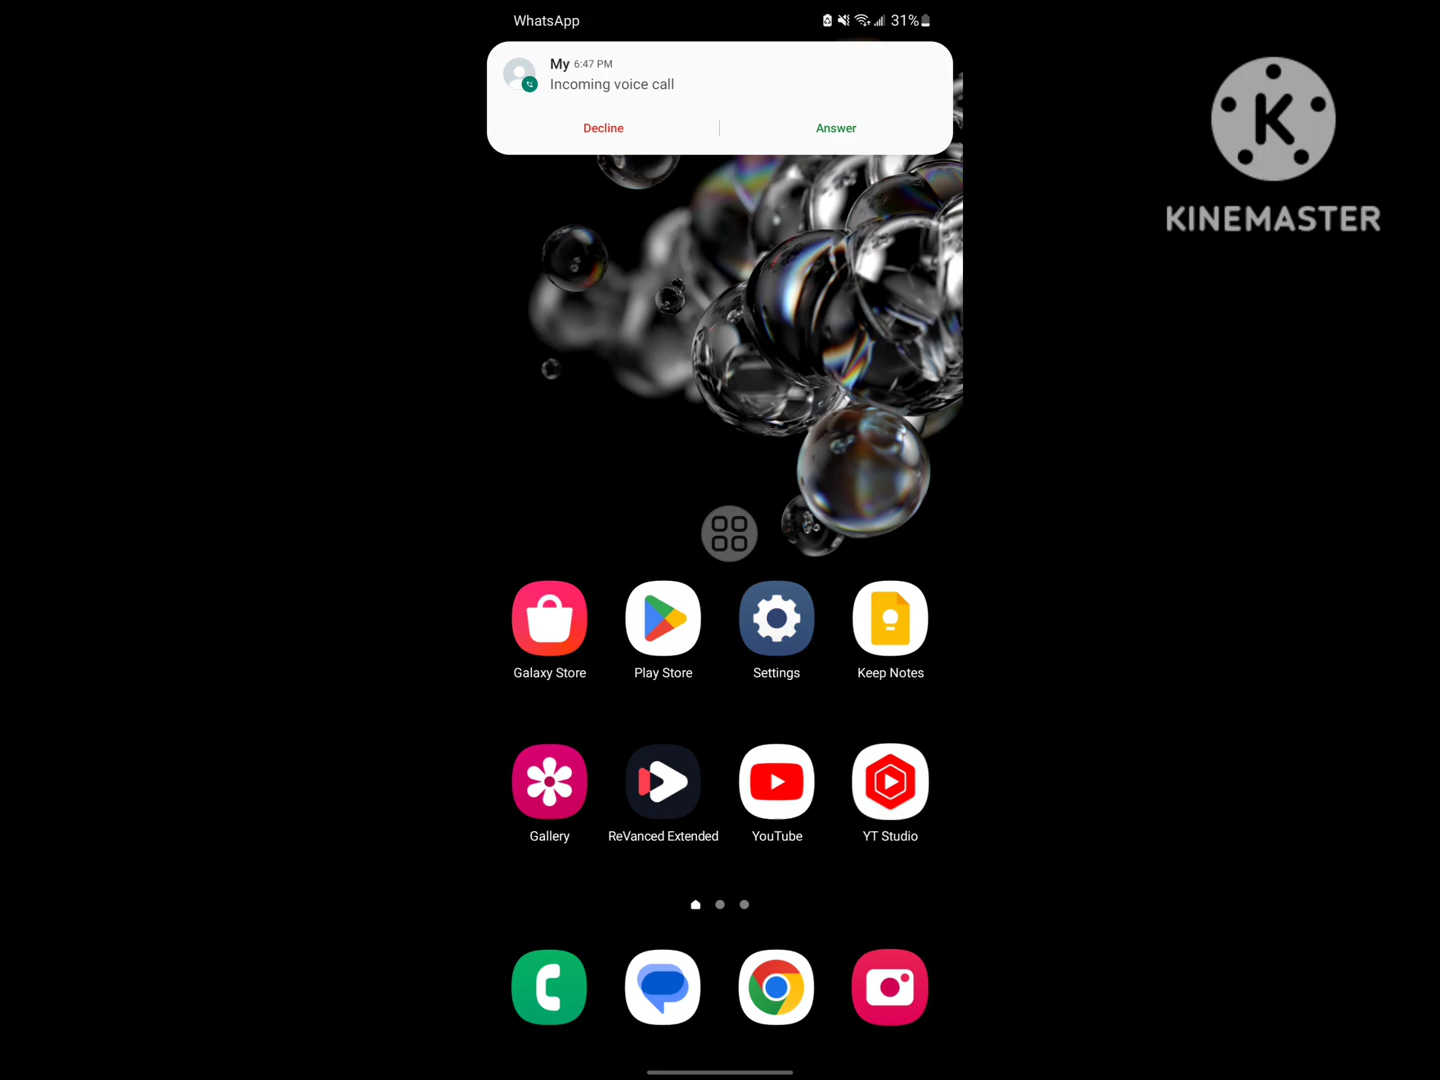 WhatsApp
31%
My 6:47 PM
Incoming voice call
Decline
Answer
KINEMASTER
Galaxy Store
Play Store
Settings
Keep Notes
Gallery
ReVanced Extended
YouTube
YT Studio